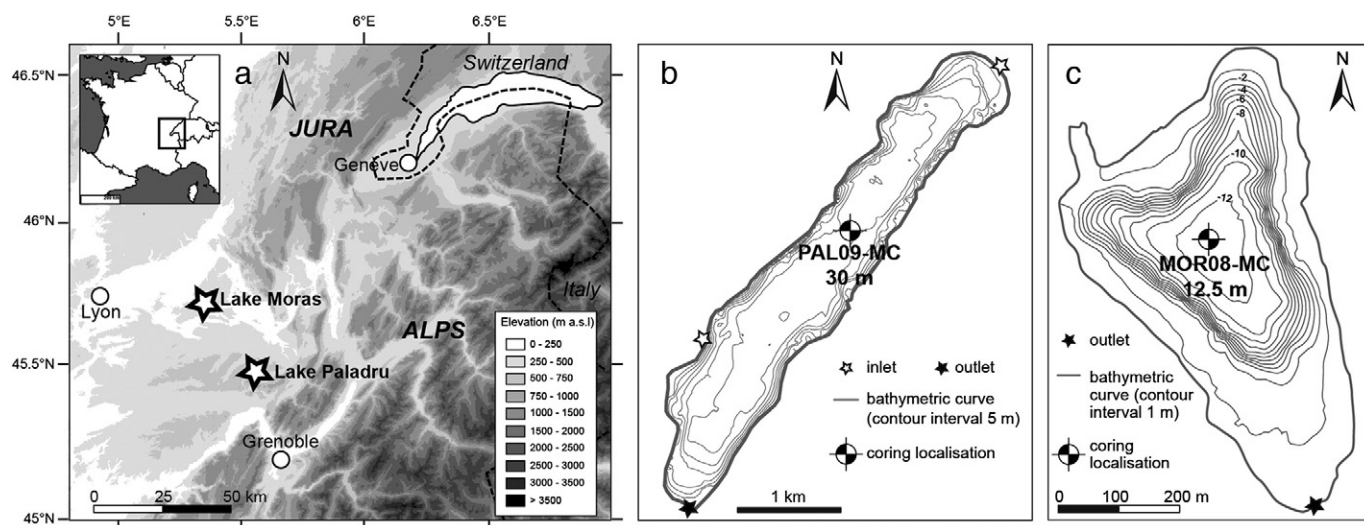 5°E 5.5°E 6°E 6.5°E
46.5°N
46°N
45.5°N
45°N
a
N
Switzerland
JURA
Genève
Lyon
Lake Moras
Italy
ALPS
Lake Paladru
Grenoble
0 25 50 km
Elevation (m a.s.l)
0 - 250
250 - 500
500 - 750
750 - 1000
1000 - 1500
1500 - 2000
2000 - 2500
2500 - 3000
3000 - 3500
> 3500
b
N
PAL09-MC
30 m
inlet
outlet
bathymetric curve
(contour interval 5 m)
coring localisation
1 km
c
N
-2
-4
-6
-8
-10
-12
MOR08-MC
12.5 m
outlet
bathymetric
curve (contour
interval 1 m)
coring
localisation
0 100 200 m